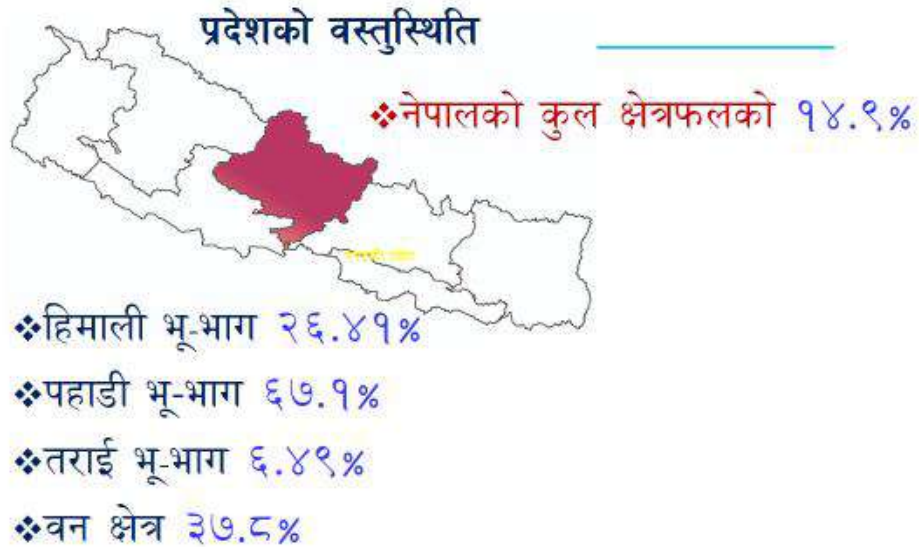 प्रदेशको वस्तुस्थिति
❖नेपालको कुल क्षेत्रफलको १४.९%
❖हिमाली भू-भाग २६.४१%
❖पहाडी भू-भाग ६७.१%
❖तराई भू-भाग ६.४९%
❖वन क्षेत्र ३७.८%